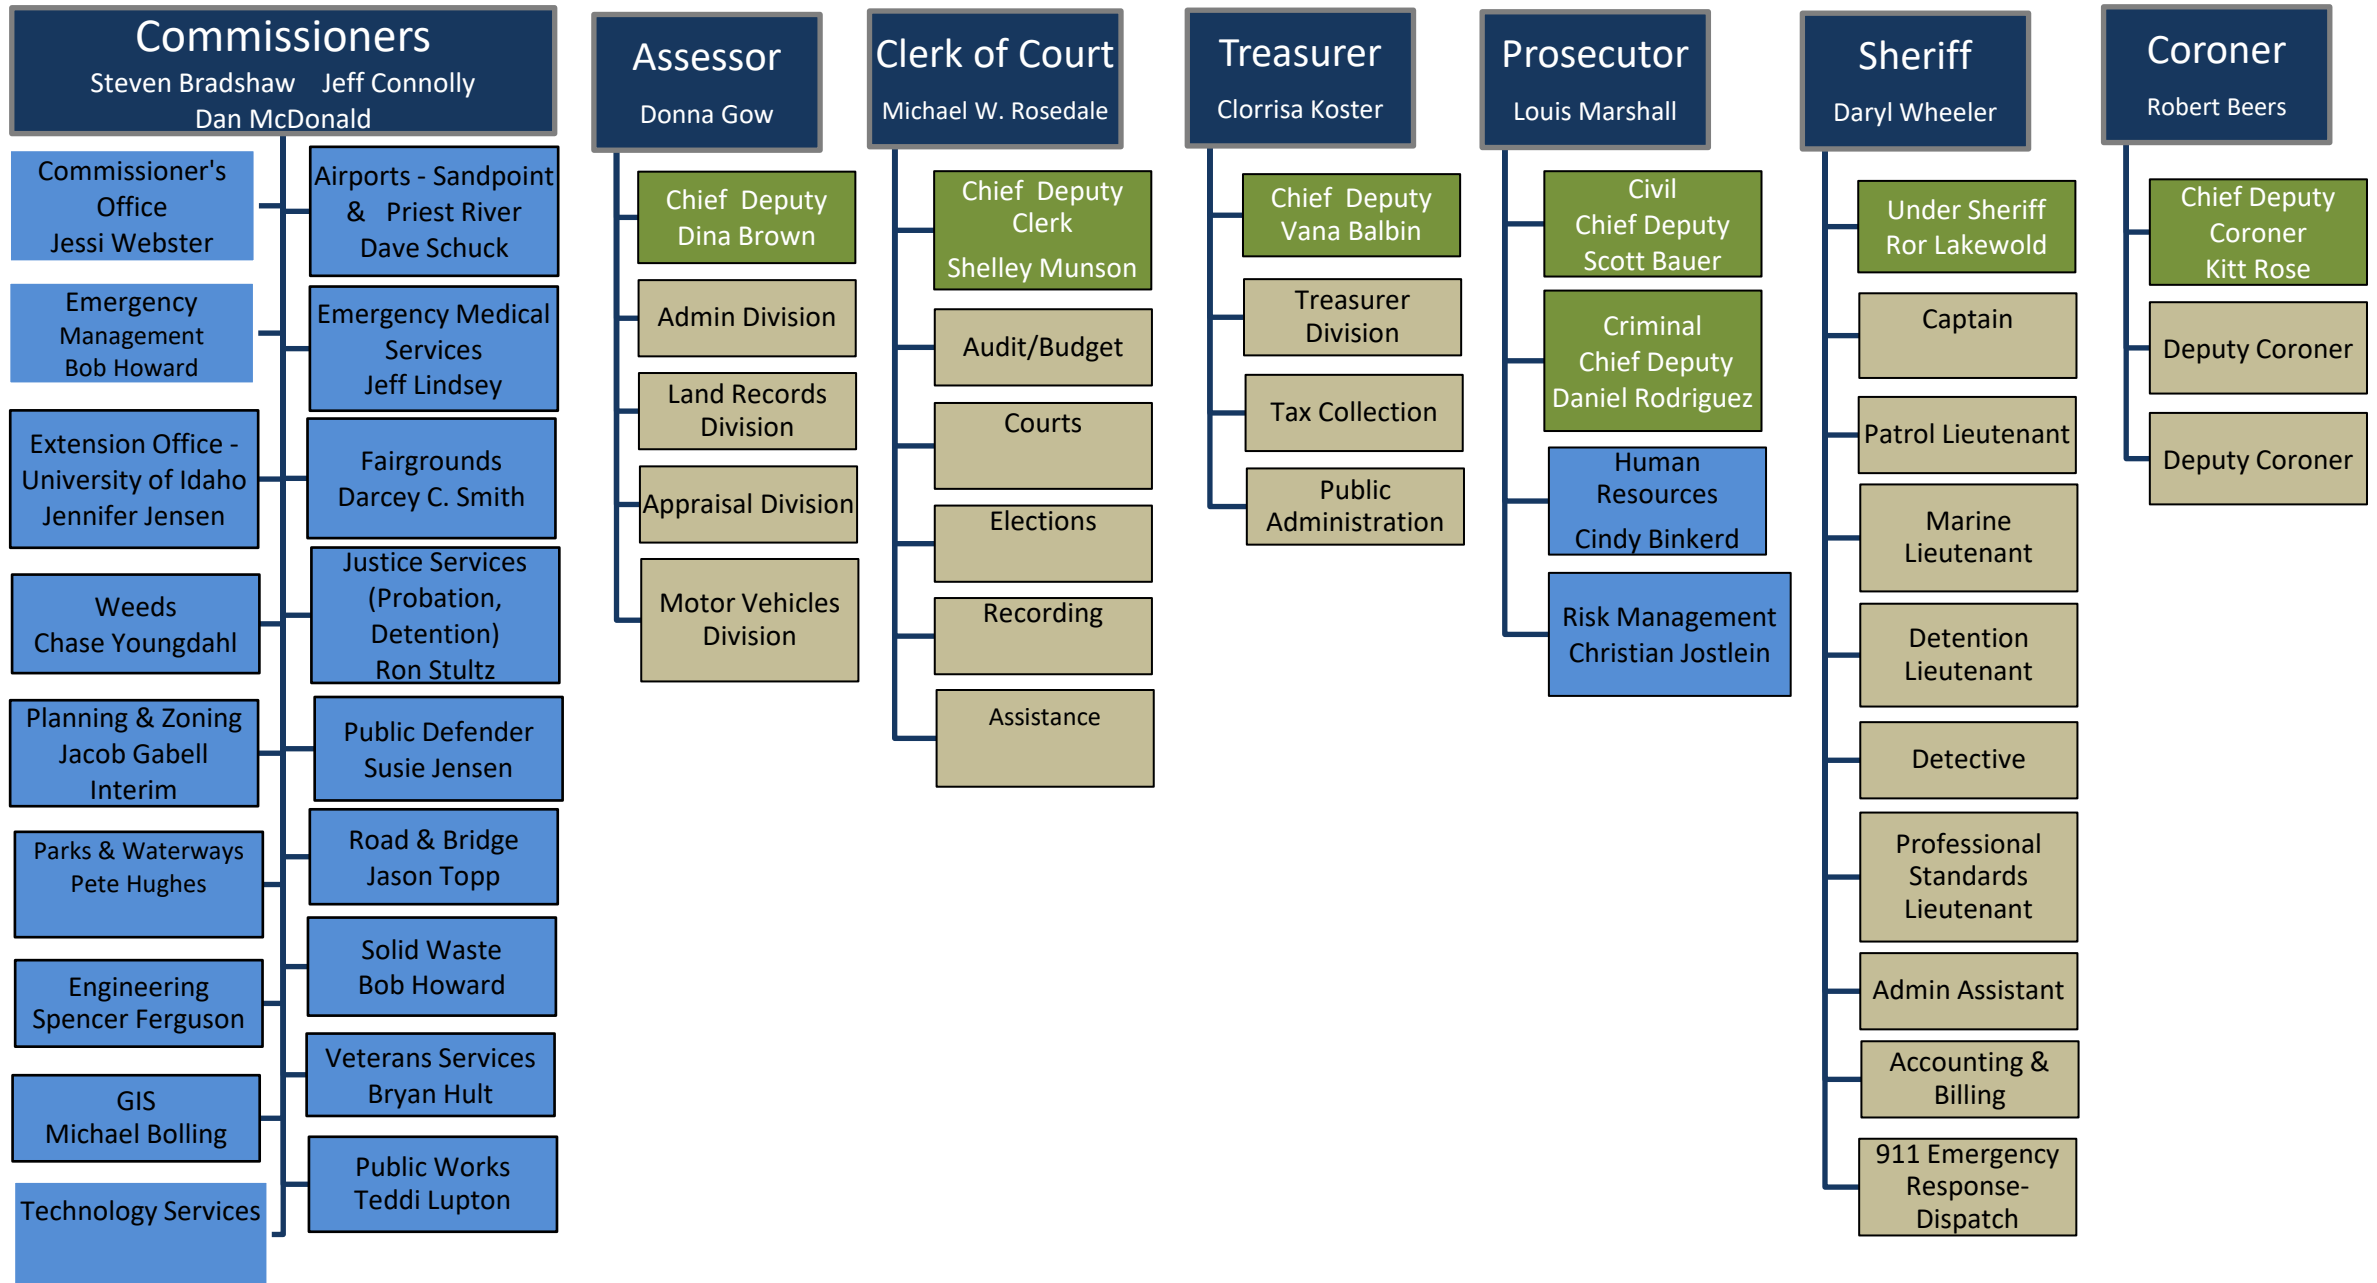 Commissioners
Steven Bradshaw Jeff Connolly
Dan McDonald
Commissioner's
Office
Jessi Webster
Emergency
Management
Bob Howard
Extension Office -
University of Idaho
Jennifer Jensen
Weeds
Chase Youngdahl
Planning & Zoning
Jacob Gabell
Interim
Parks & Waterways
Pete Hughes
Engineering
Spencer Ferguson
GIS
Michael Bolling
Technology Services
Airports - Sandpoint
& Priest River
Dave Schuck
Emergency Medical
Services
Jeff Lindsey
Fairgrounds
Darcey C. Smith
Justice Services
(Probation,
Detention)
Ron Stultz
Public Defender
Susie Jensen
Road & Bridge
Jason Topp
Solid Waste
Bob Howard
Veterans Services
Bryan Hult
Public Works
Teddi Lupton
Assessor
Donna Gow
Chief Deputy
Dina Brown
Admin Division
Land Records
Division
Appraisal Division
Motor Vehicles
Division
Clerk of Court
Michael W. Rosedale
Chief Deputy
Clerk
Shelley Munson
Audit/Budget
Courts
Elections
Recording
Assistance
Treasurer
Clorrisa Koster
Chief Deputy
Vana Balbin
Treasurer
Division
Tax Collection
Public
Administration
Prosecutor
Louis Marshall
Civil
Chief Deputy
Scott Bauer
Criminal
Chief Deputy
Daniel Rodriguez
Human
Resources
Cindy Binkerd
Risk Management
Christian Jostlein
Sheriff
Daryl Wheeler
Under Sheriff
Ror Lakewold
Captain
Patrol Lieutenant
Marine
Lieutenant
Detention
Lieutenant
Detective
Professional
Standards
Lieutenant
Admin Assistant
Accounting &
Billing
911 Emergency
Response-
Dispatch
Coroner
Robert Beers
Chief Deputy
Coroner
Kitt Rose
Deputy Coroner
Deputy Coroner